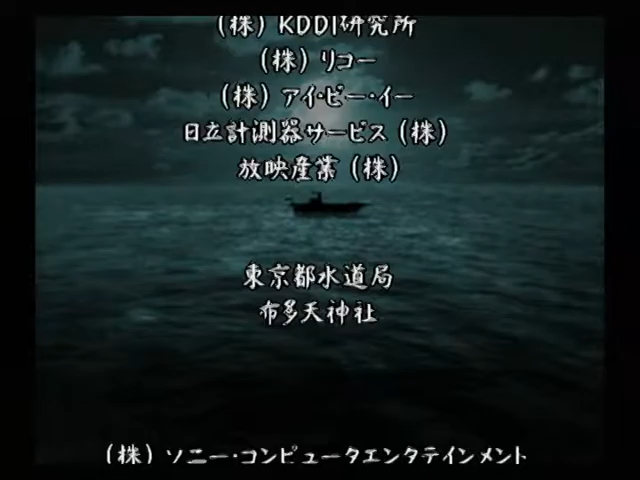 (株) KDDI研究所
(株) リコー
(株) アイ・ビー・イー
日立計測器サービス (株)
放映産業 (株)
東京都水道局
布多天神社
(株) ソニー・コンピュータエンタテインメント